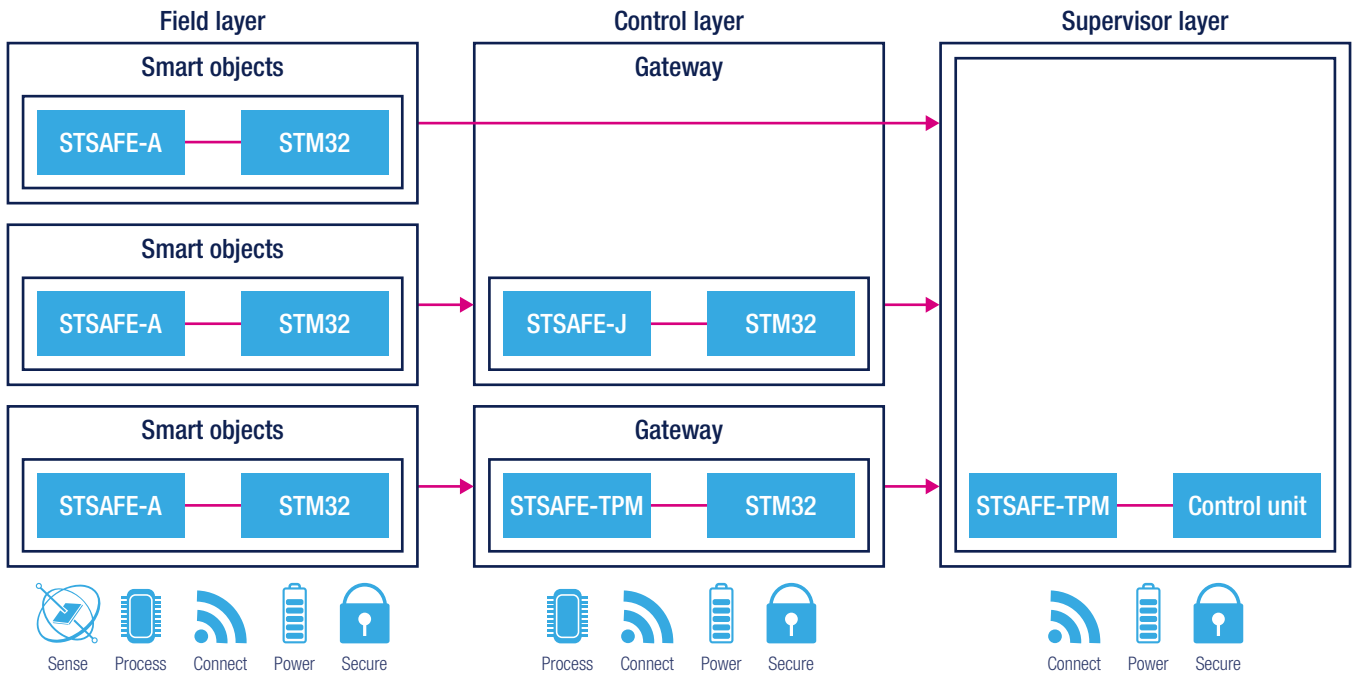 Field layer
Control layer
Supervisor layer
Smart objects
Gateway
STSAFE-A
STM32
Smart objects
STSAFE-A
STM32
STSAFE-J
STM32
Smart objects
Gateway
STSAFE-A
STM32
STSAFE-TPM
STM32
STSAFE-TPM
Control unit
Sense
Process
Connect
Power
Secure
Process
Connect
Power
Secure
Connect
Power
Secure